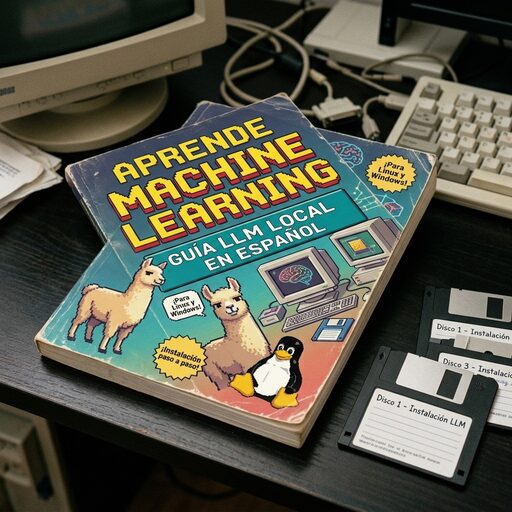 APRENDE
MACHINE
LEARNING
GUÍA LLM LOCAL
EN ESPAÑOL
¡Para
Linux y
Windows!
¡Para
Linux y
Windows!
¡Instalación
paso a paso!
Disco 1 - Instalación
Disco 3 - Instalación
Disco 1 - Instalación LLM